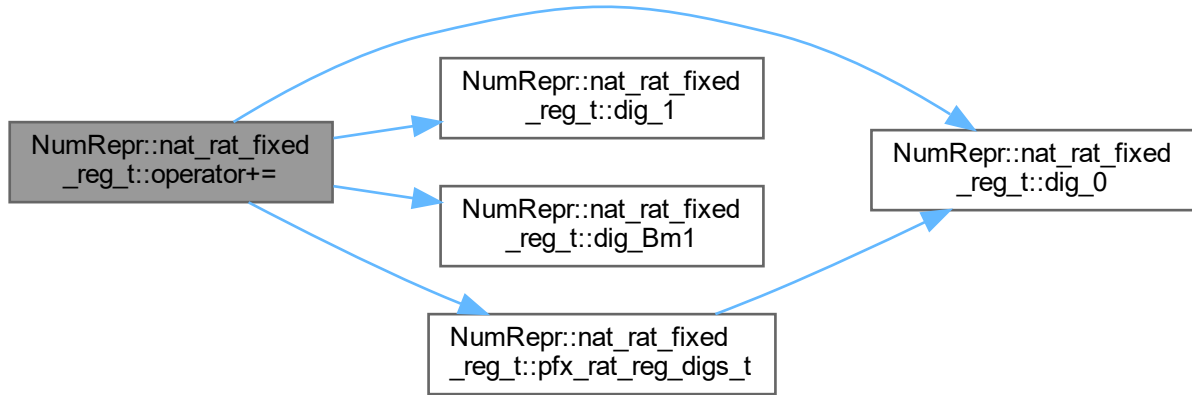 NumRepr::nat_rat_fixed
_reg_t::operator+=
NumRepr::nat_rat_fixed
_reg_t::dig_1
NumRepr::nat_rat_fixed
_reg_t::dig_Bm1
NumRepr::nat_rat_fixed
_reg_t::pfx_rat_reg_digs_t
NumRepr::nat_rat_fixed
_reg_t::dig_0